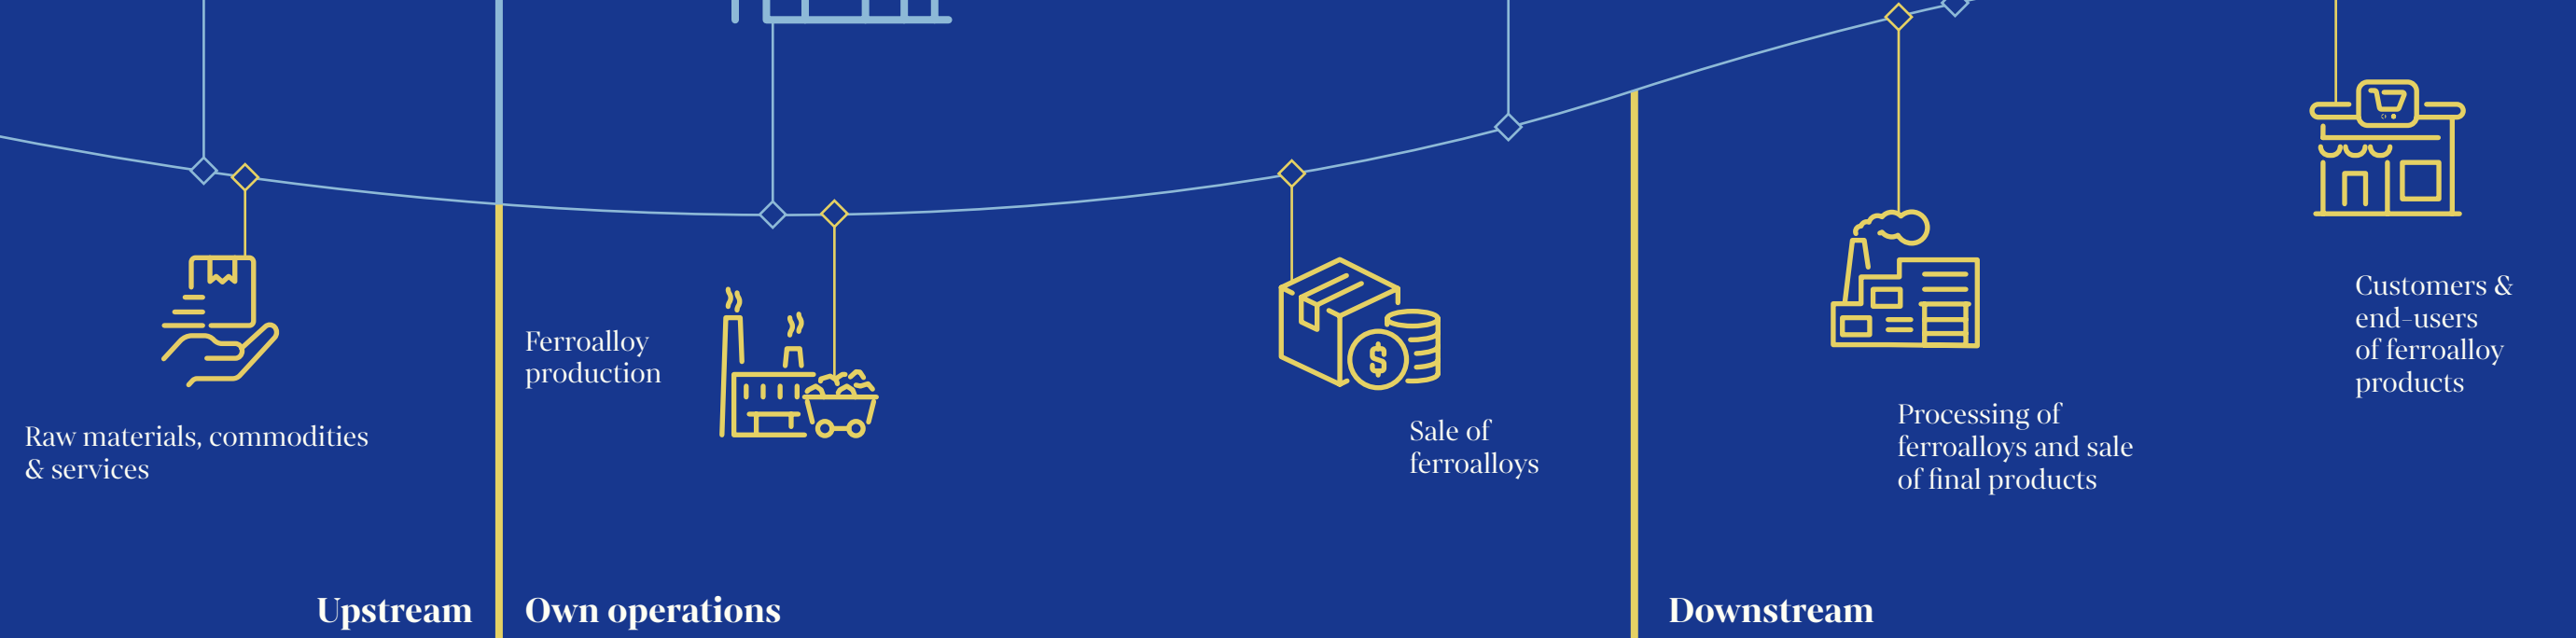 Raw materials, commodities
& services
Ferroalloy
production
Sale of
ferroalloys
Processing of
ferroalloys and sale
of final products
Customers &
end-users
of ferroalloy
products
Upstream
Own operations
Downstream